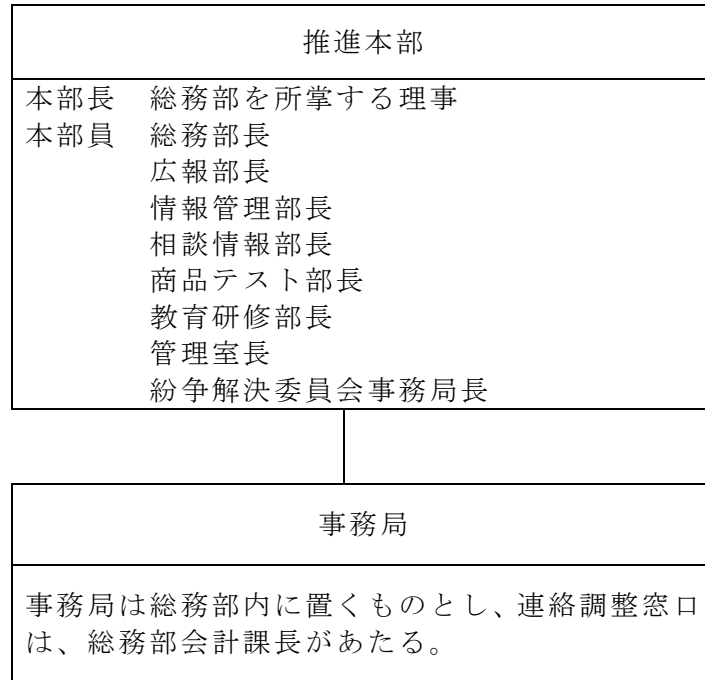 推進本部
本部長 総務部を所掌する理事
本部員 総務部長
広報部長
情報管理部長
相談情報部長
商品テスト部長
教育研修部長
管理室長
紛争解決委員会事務局長
事務局
事務局は総務部内に置くものとし、連絡調整窓口
は、総務部会計課長があたる。